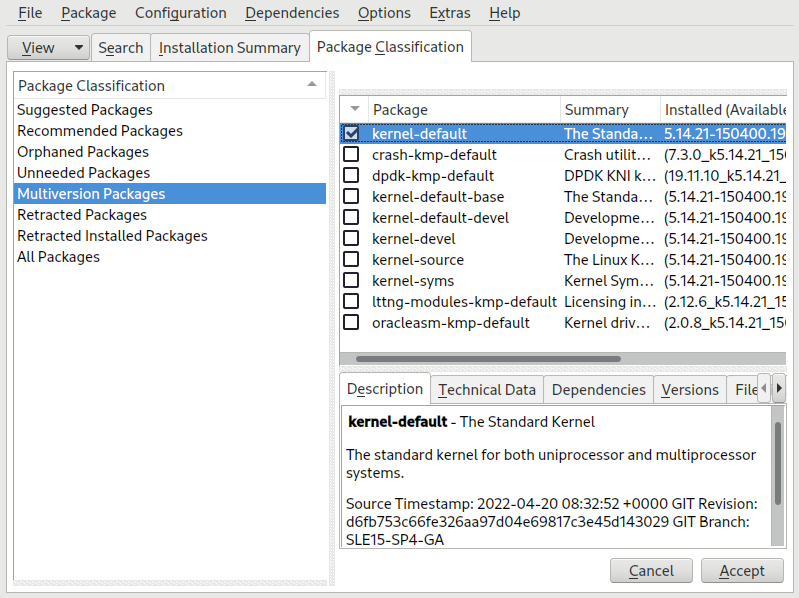 File Package Configuration Dependencies Options Extras Help
View Search Installation Summary Package Classification
Package Classification
Suggested Packages
Recommended Packages
Orphaned Packages
Unneeded Packages
Multiversion Packages
Retracted Packages
Retracted Installed Packages
All Packages
Package Summary Installed (Available
kernel-default The Standa... 5.14.21-150400.19
crash-kmp-default Crash utilit... (7.3.0_k5.14.21_150
dpdk-kmp-default DPDK KNI k... (19.11.10_k5.14.21_
kernel-default-base The Standa... (5.14.21-150400.19
kernel-default-devel Developme... (5.14.21-150400.19
kernel-devel Developme... (5.14.21-150400.19
kernel-source The Linux K... (5.14.21-150400.19
kernel-syms Kernel Sym... (5.14.21-150400.19
lttng-modules-kmp-default Licensing in... (2.12.6_k5.14.21_15
oracleasm-kmp-default Kernel driv... (2.0.8_k5.14.21_150
Description Technical Data Dependencies Versions File
kernel-default - The Standard Kernel
The standard kernel for both uniprocessor and multiprocessor
systems.
Source Timestamp: 2022-04-20 08:32:52 +0000 GIT Revision:
d6fb753c66fe326aa97d04e69817c3e45d143029 GIT Branch:
SLE15-SP4-GA
Cancel Accept